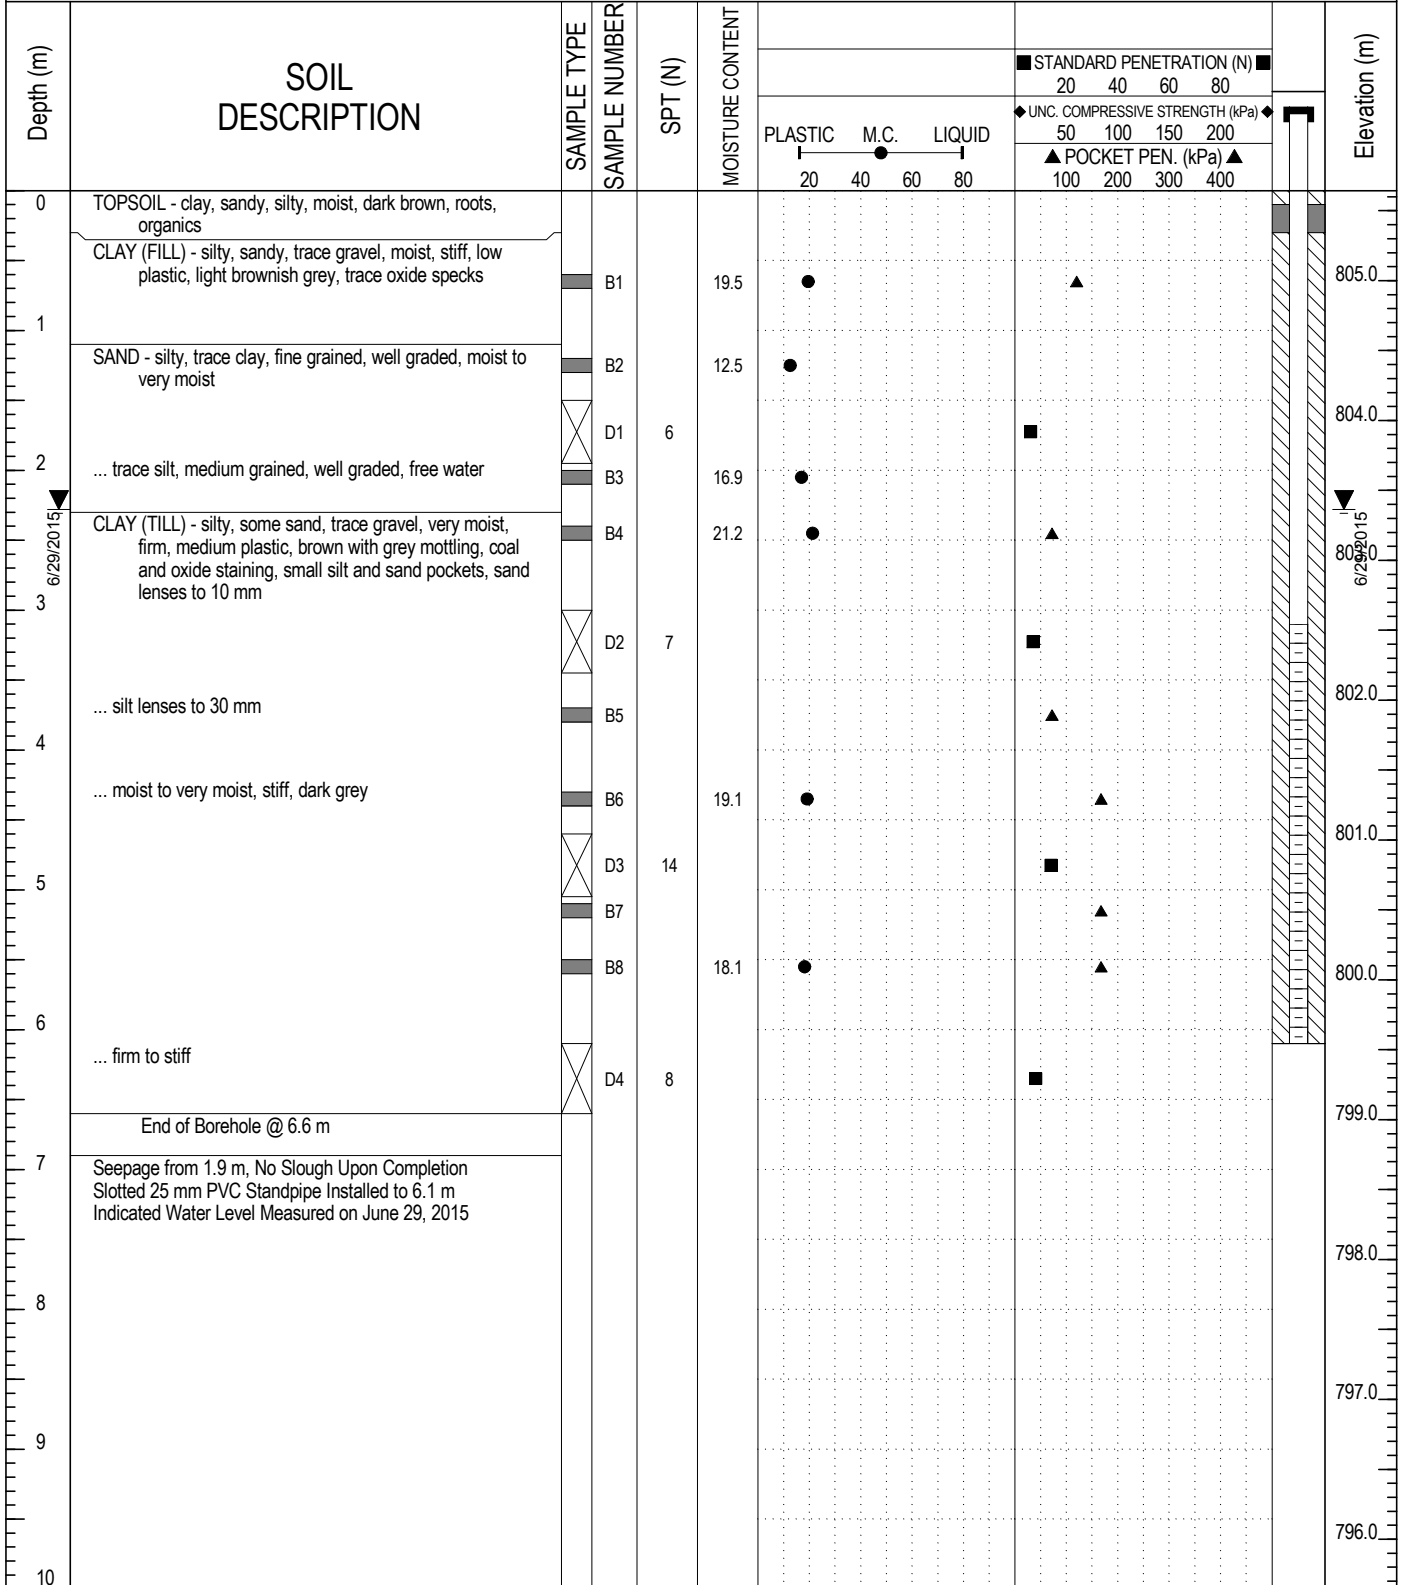 Depth (m)
SOIL
DESCRIPTION
SAMPLE TYPE
SAMPLE NUMBER
SPT (N)
MOISTURE CONTENT
PLASTIC M.C. LIQUID
20 40 60 80
STANDARD PENETRATION (N)
20 40 60 80
UNC. COMPRESSIVE STRENGTH (kPa)
50 100 150 200
POCKET PEN. (kPa)
100 200 300 400
Elevation (m)
0
TOPSOIL - clay, sandy, silty, moist, dark brown, roots,
organics
CLAY (FILL) - silty, sandy, trace gravel, moist, stiff, low
plastic, light brownish grey, trace oxide specks
B1 19.5
805.0
1
SAND - silty, trace clay, fine grained, well graded, moist to
very moist
B2 12.5
804.0
D1 6
2
... trace silt, medium grained, well graded, free water
B3 16.9
6/29/2015
6/29/2015
CLAY (TILL) - silty, some sand, trace gravel, very moist,
firm, medium plastic, brown with grey mottling, coal
and oxide staining, small silt and sand pockets, sand
lenses to 10 mm
B4 21.2
803.0
3
D2 7
802.0
... silt lenses to 30 mm
B5
4
... moist to very moist, stiff, dark grey
B6 19.1
801.0
D3 14
5
B7
B8 18.1
800.0
6
... firm to stiff
D4 8
799.0
End of Borehole @ 6.6 m
7
Seepage from 1.9 m, No Slough Upon Completion
Slotted 25 mm PVC Standpipe Installed to 6.1 m
Indicated Water Level Measured on June 29, 2015
798.0
8
797.0
9
796.0
10